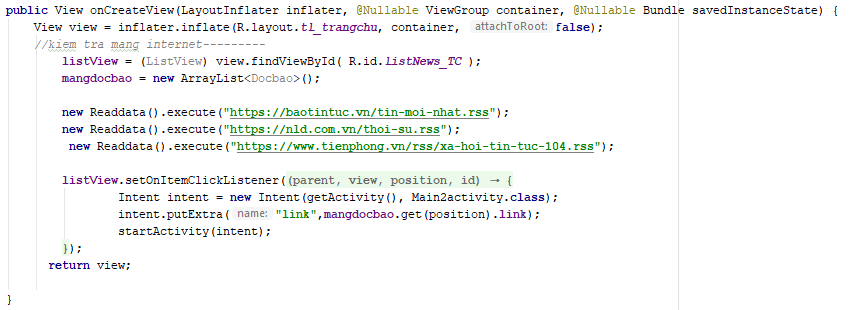 public View onCreateView(LayoutInflater inflater, @Nullable ViewGroup container, @Nullable Bundle savedInstanceState) {
View view = inflater.inflate(R.layout.tl_trangchu, container, attachToRoot: false);
//kiem tra mang internet---------
listView = (ListView) view.findViewById( R.id.listNews_TC );
mangdocbao = new ArrayList<Docbao>();
new Readdata().execute("https://baotintuc.vn/tin-moi-nhat.rss");
new Readdata().execute("https://nld.com.vn/thoi-su.rss");
new Readdata().execute("https://www.tienphong.vn/rss/xa-hoi-tin-tuc-104.rss");
listView.setOnItemClickListener((parent, view, position, id) → {
Intent intent = new Intent(getActivity(), Main2activity.class);
intent.putExtra( name: "link",mangdocbao.get(position).link);
startActivity(intent);
});
return view;
}